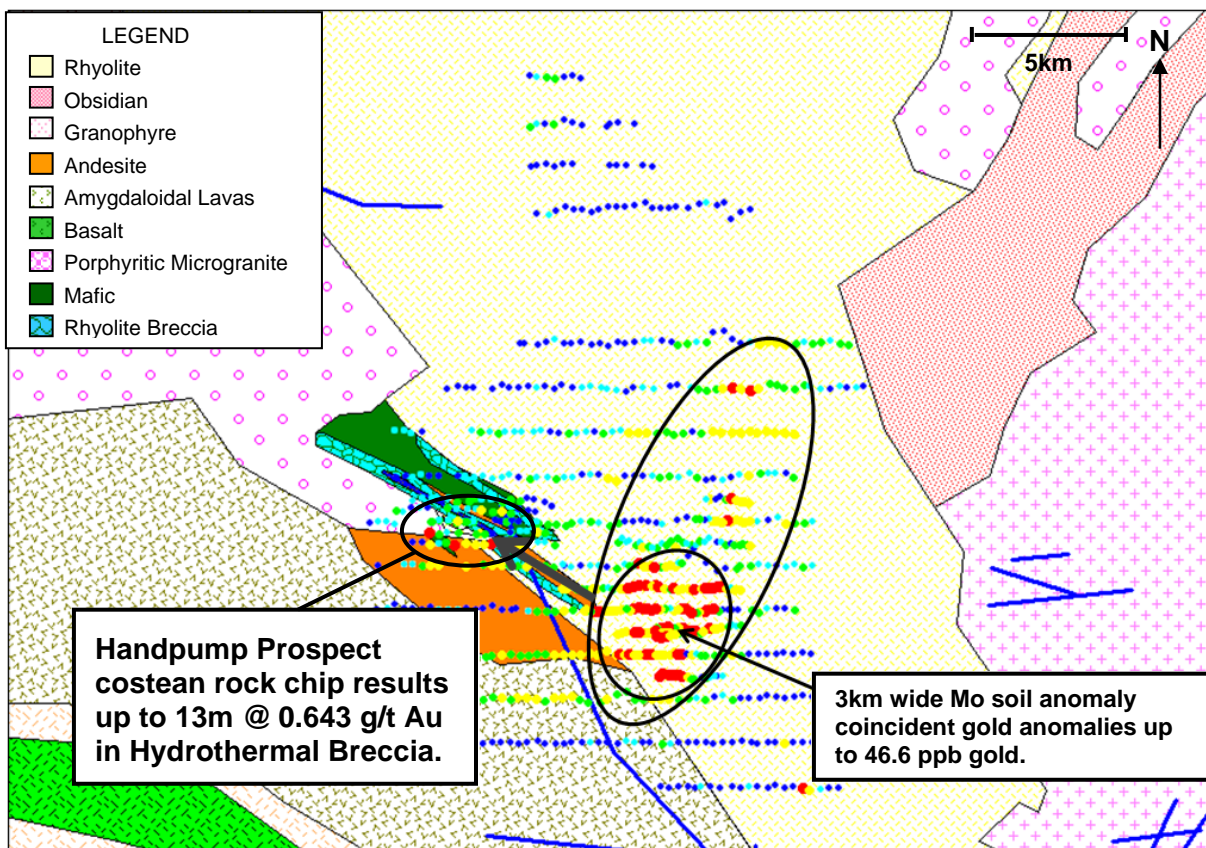 LEGEND
Rhyolite
Obsidian
Granophyre
Andesite
Amygdaloidal Lavas
Basalt
Porphyritic Microgranite
Mafic
Rhyolite Breccia
5km
N
Handpump Prospect
costean rock chip results
up to 13m @ 0.643 g/t Au
in Hydrothermal Breccia.
3km wide Mo soil anomaly
coincident gold anomalies up
to 46.6 ppb gold.